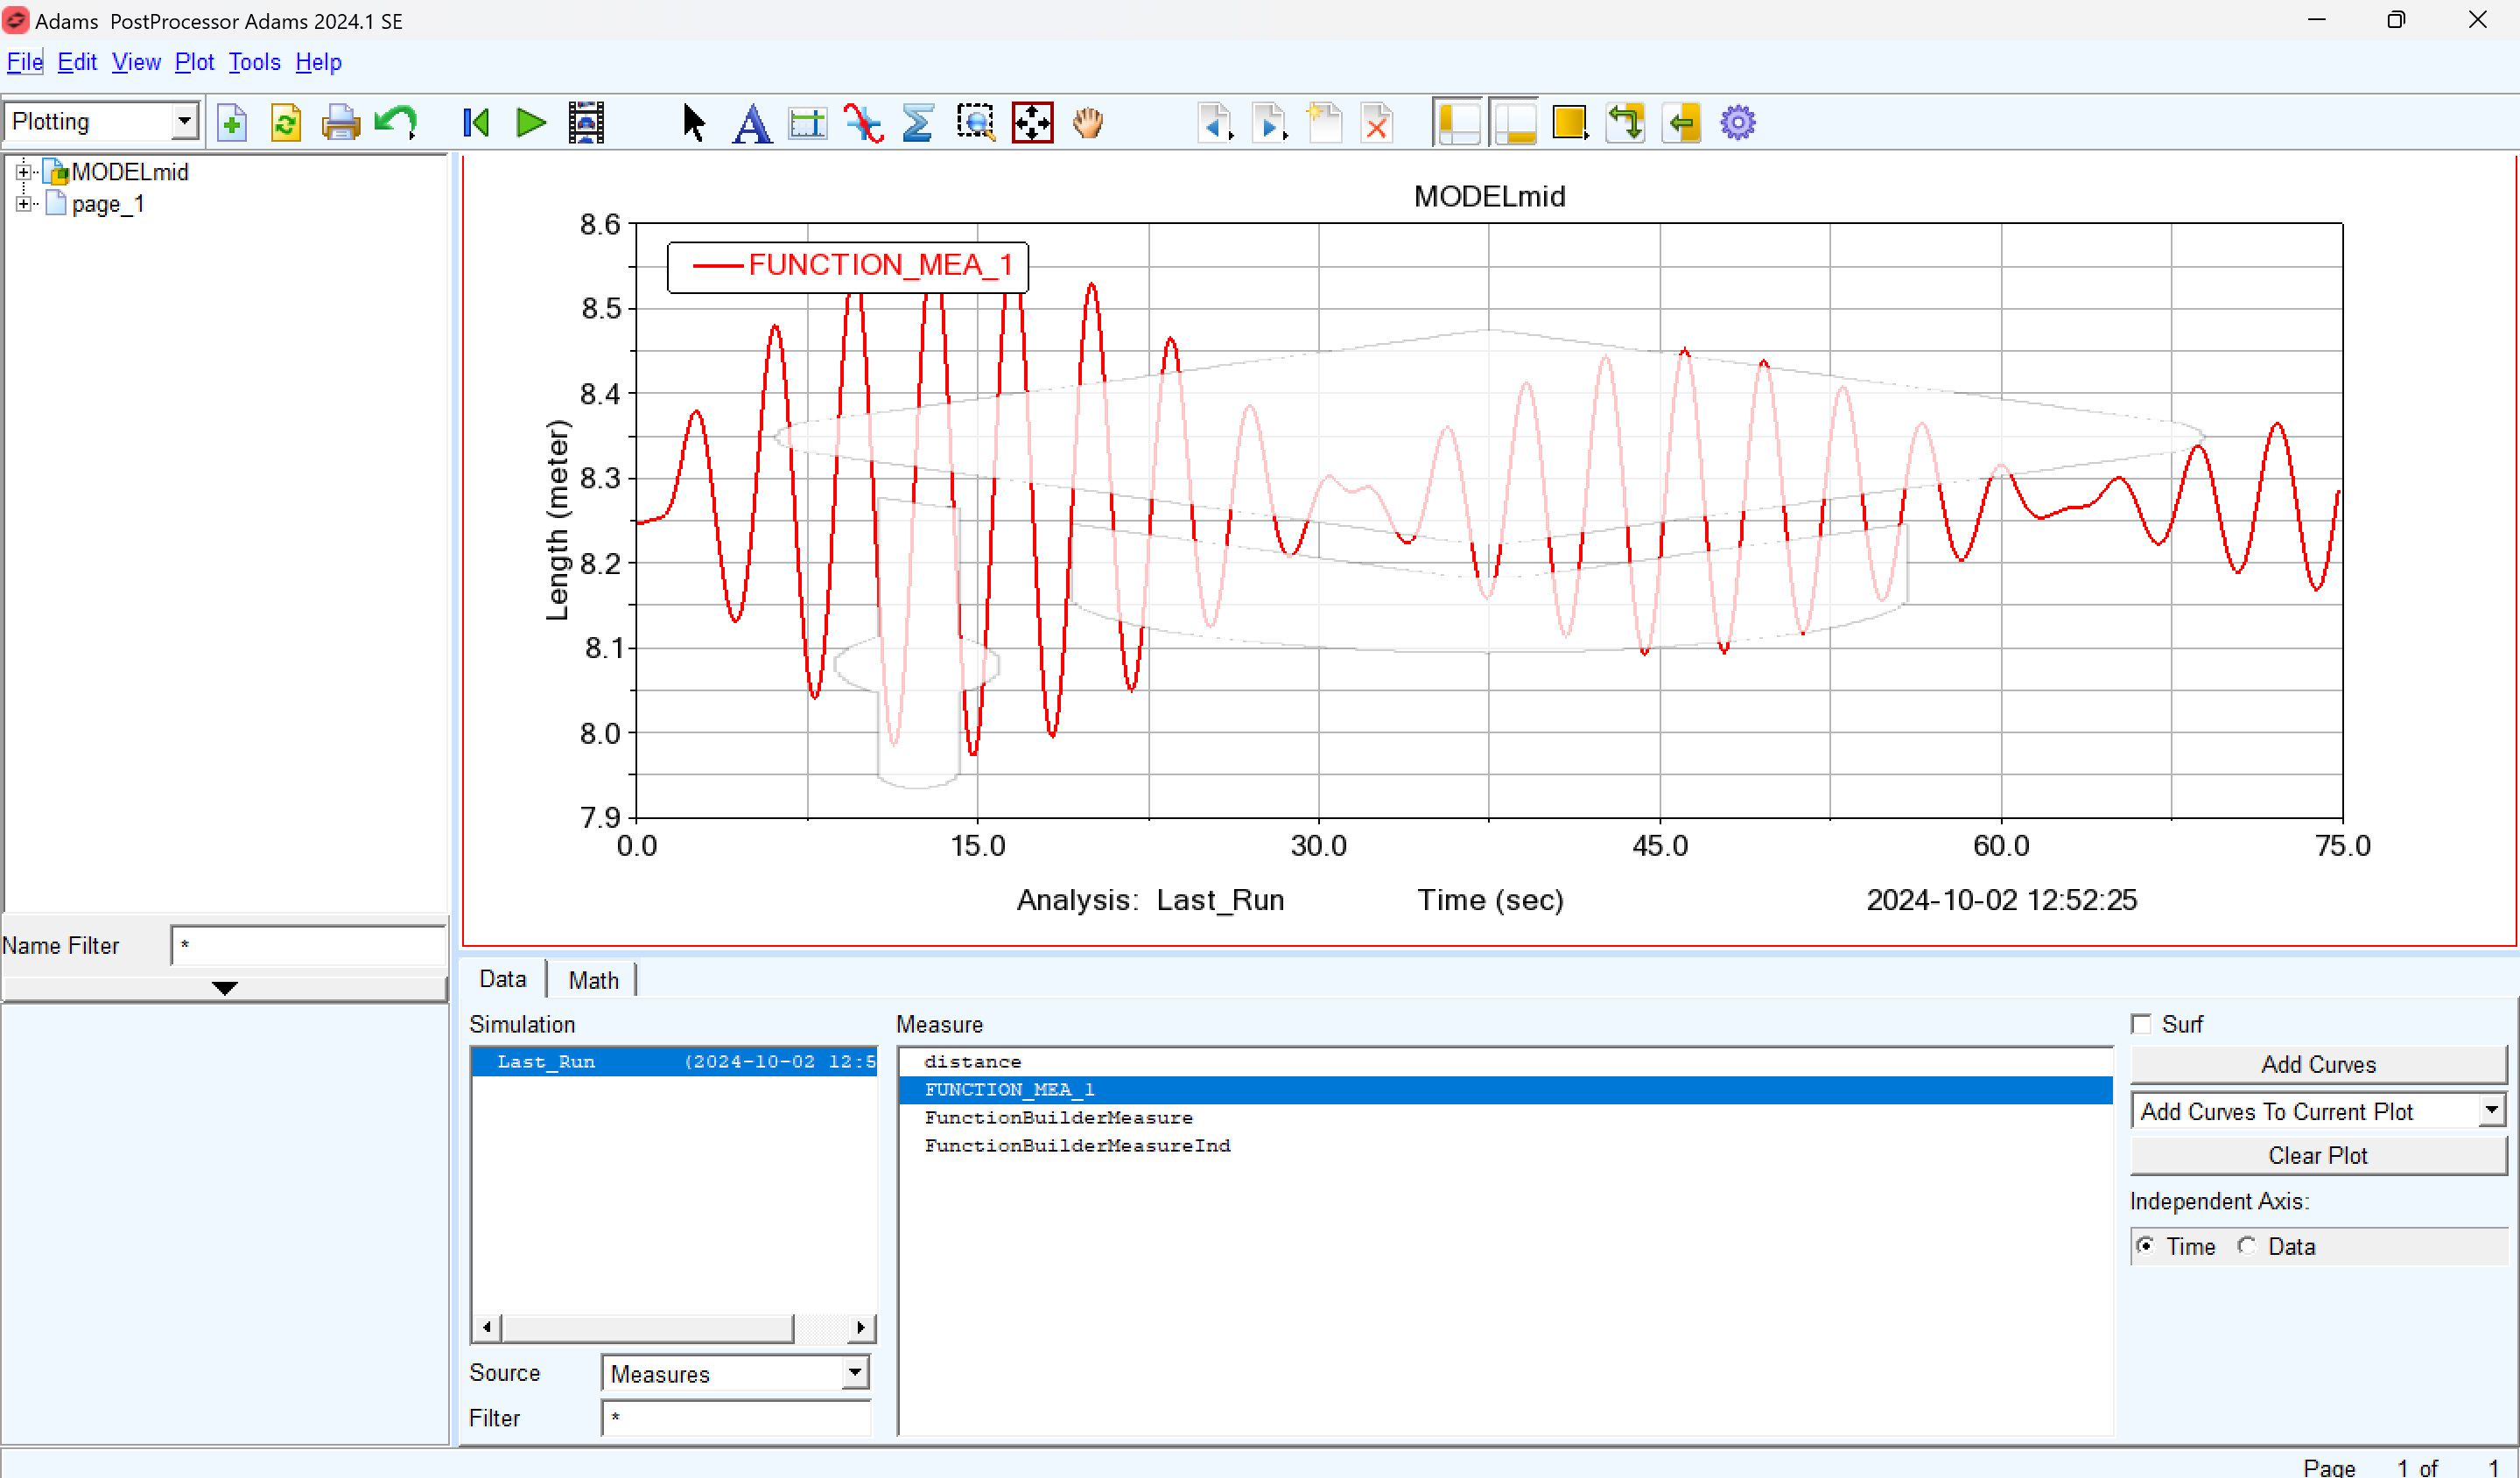 Adams PostProcessor Adams 2024.1 SE
File Edit View Plot Tools Help
Plotting
MODELmid
page_1
Name Filter *
MODELmid
FUNCTION_MEA_1
8.6
8.5
8.4
8.3
8.2
8.1
8.0
7.9
Length (meter)
0.0 15.0 30.0 45.0 60.0 75.0
Analysis: Last_Run Time (sec) 2024-10-02 12:52:25
Data Math
Simulation Measure Surf
Last_Run (2024-10-02 12:5
distance
FUNCTION_MEA_1
FunctionBuilderMeasure
FunctionBuilderMeasureInd
Add Curves
Add Curves To Current Plot
Clear Plot
Independent Axis:
Time Data
Source Measures
Filter *
Page 1 of 1